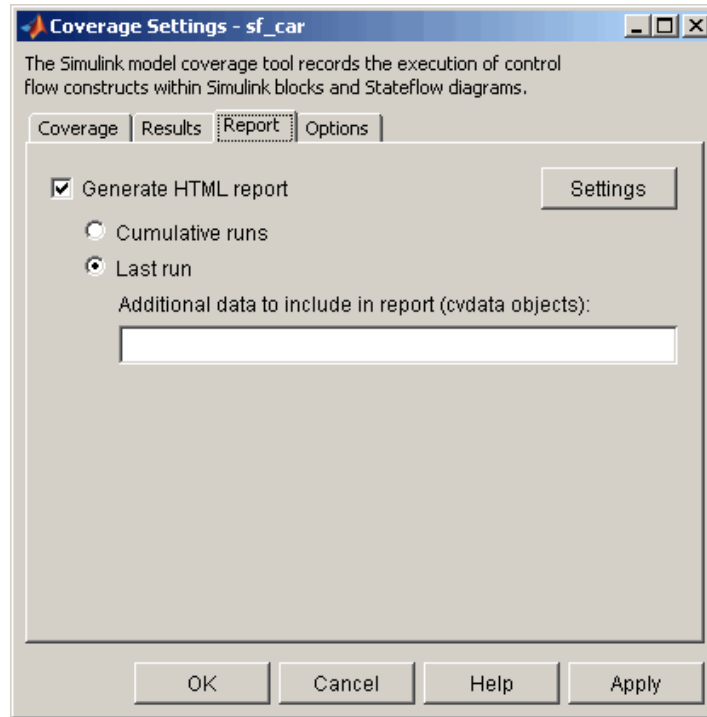 Coverage Settings - sf_car
The Simulink model coverage tool records the execution of control
flow constructs within Simulink blocks and Stateflow diagrams.
Coverage Results Report Options
Generate HTML report Settings
Cumulative runs
Last run
Additional data to include in report (cvdata objects):
OK Cancel Help Apply